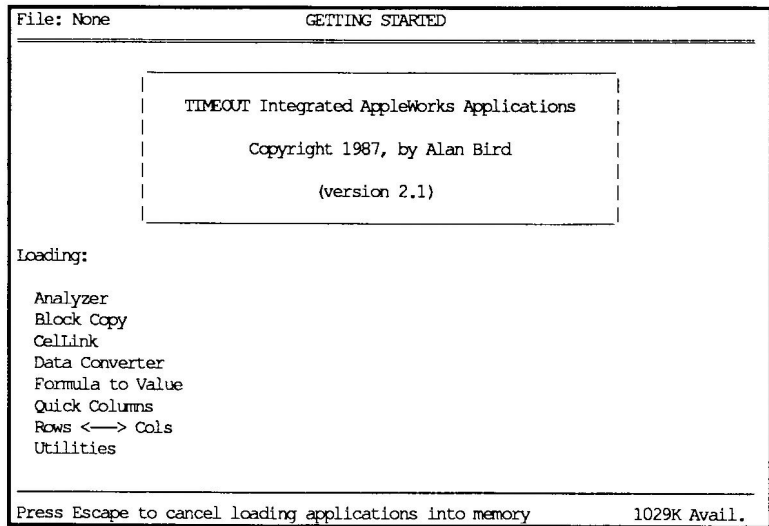 File: None GETTING STARTED
TIMEOUT Integrated AppleWorks Applications
Copyright 1987, by Alan Bird
(version 2.1)
Loading:
Analyzer
Block Copy
CelLink
Data Converter
Formula to Value
Quick Columns
Rows <——> Cols
Utilities
Press Escape to cancel loading applications into memory 1029K Avail.